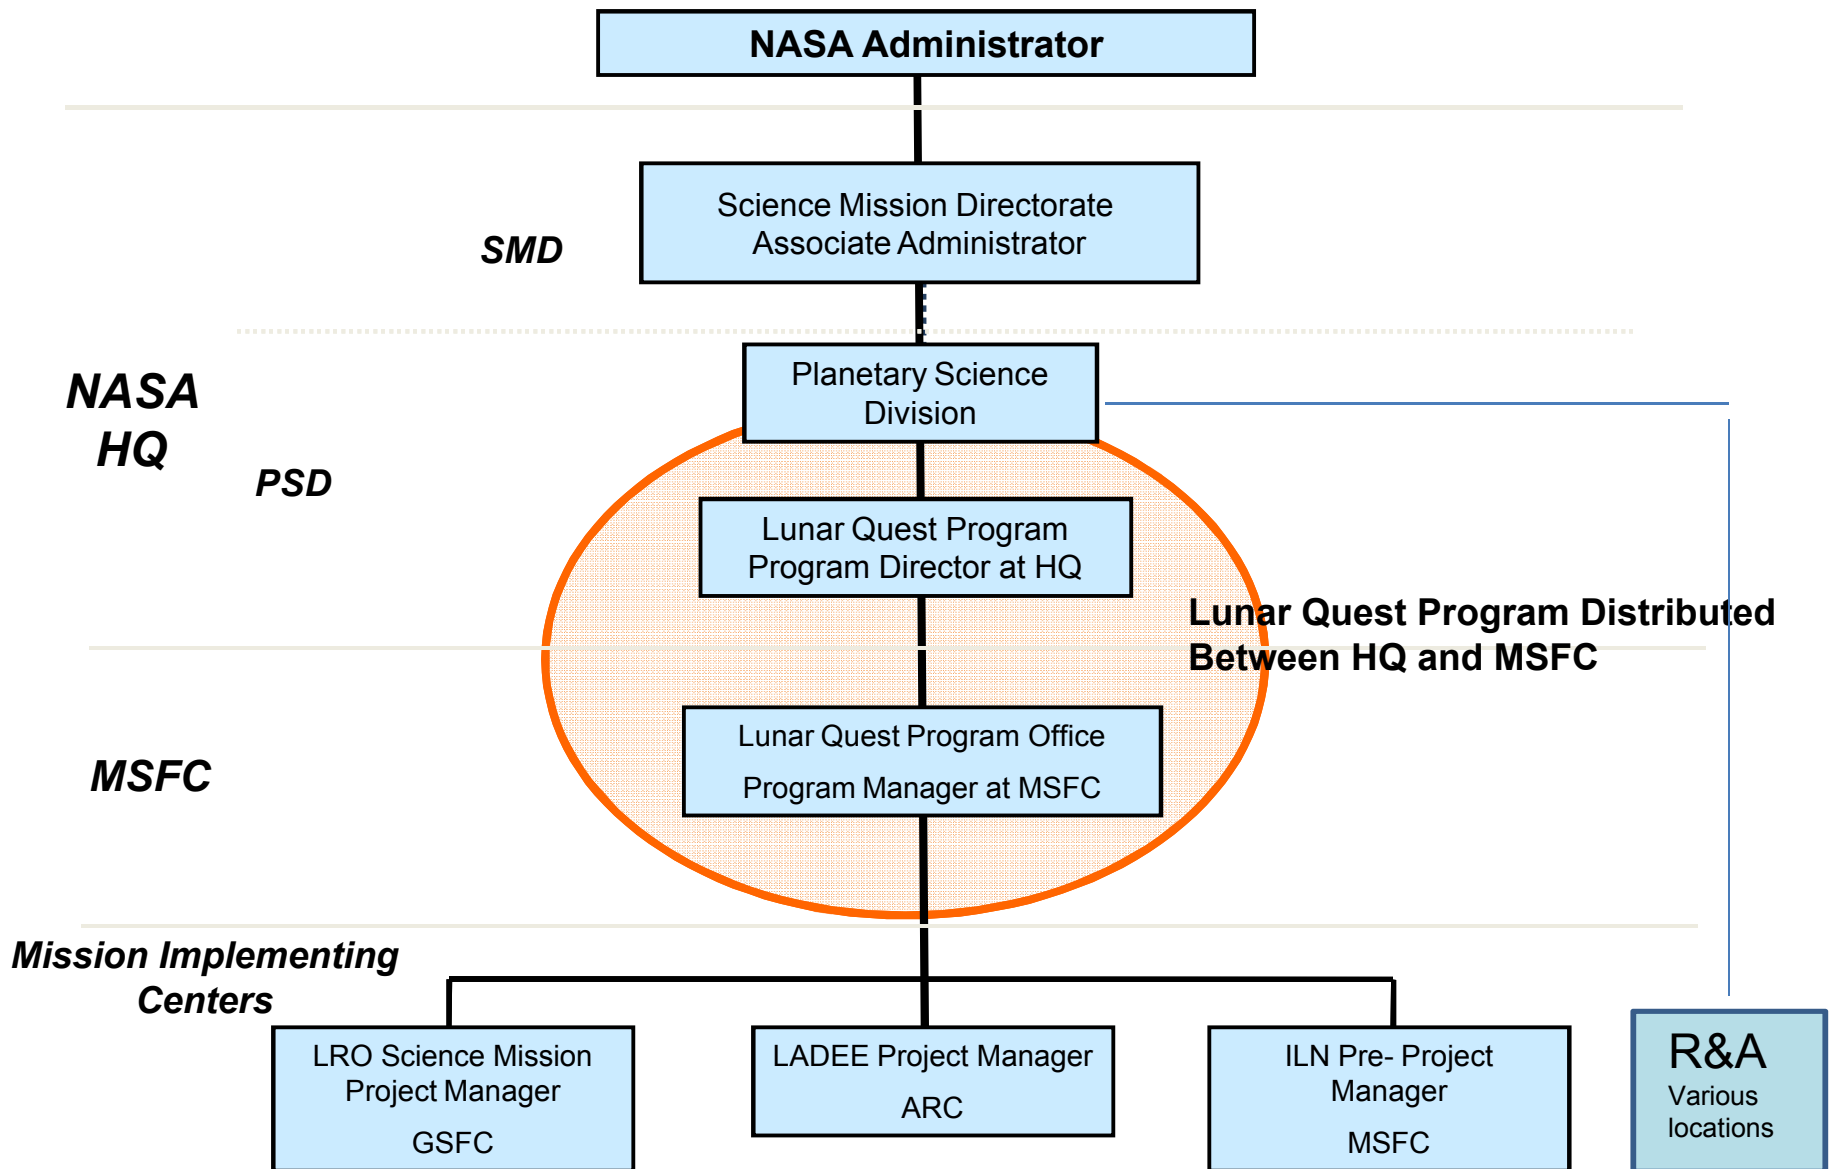 NASA Administrator
Science Mission Directorate
Associate Administrator
SMD
Planetary Science
Division
NASA
HQ
PSD
Lunar Quest Program
Program Director at HQ
Lunar Quest Program Distributed
Between HQ and MSFC
Lunar Quest Program Office
Program Manager at MSFC
MSFC
Mission Implementing
Centers
LRO Science Mission
Project Manager
GSFC
LADEE Project Manager
ARC
ILN Pre- Project
Manager
MSFC
R&A
Various
locations